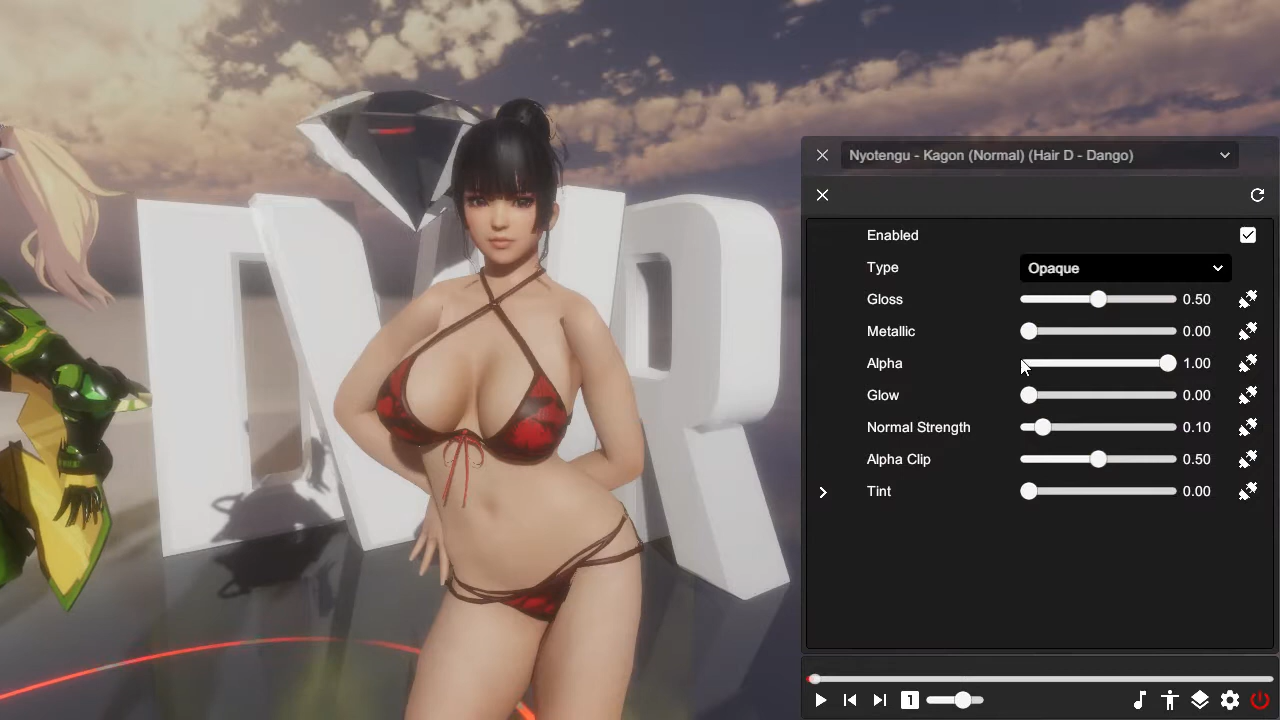 Nyotengu - Kagon (Normal) (Hair D - Dango)
Enabled
Type Opaque
Gloss 0.50
Metallic 0.00
Alpha 1.00
Glow 0.00
Normal Strength 0.10
Alpha Clip 0.50
Tint 0.00
1